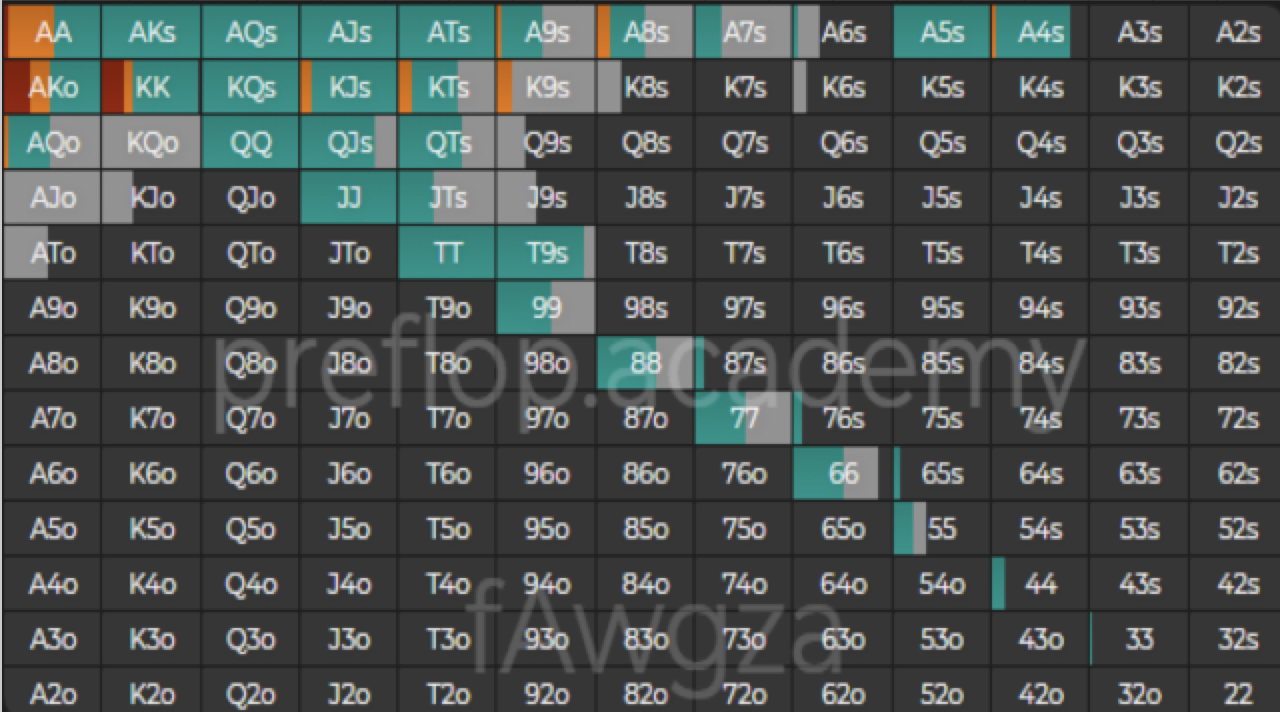 AA AKs AQs AJs ATs A9s A8s A7s A6s A5s A4s A3s A2s
AKo KK KQs KJs KTs K9s K8s K7s K6s K5s K4s K3s K2s
AQo KQo QQ QJs QTs Q9s Q8s Q7s Q6s Q5s Q4s Q3s Q2s
AJo KJo QJo JJ JTs J9s J8s J7s J6s J5s J4s J3s J2s
ATo KTo QTo JTo TT T9s T8s T7s T6s T5s T4s T3s T2s
A9o K9o Q9o J9o T9o 99 98s 97s 96s 95s 94s 93s 92s
A8o K8o Q8o J8o T8o 98o 88 87s 86s 85s 84s 83s 82s
preflop.academy
A7o K7o Q7o J7o T7o 97o 87o 77 76s 75s 74s 73s 72s
A6o K6o Q6o J6o T6o 96o 86o 76o 66 65s 64s 63s 62s
A5o K5o Q5o J5o T5o 95o 85o 75o 65o 55 54s 53s 52s
A4o K4o Q4o J4o T4o 94o 84o 74o 64o 54o 44 43s 42s
fAwgza
A3o K3o Q3o J3o T3o 93o 83o 73o 63o 53o 43o 33 32s
A2o K2o Q2o J2o T2o 92o 82o 72o 62o 52o 42o 32o 22